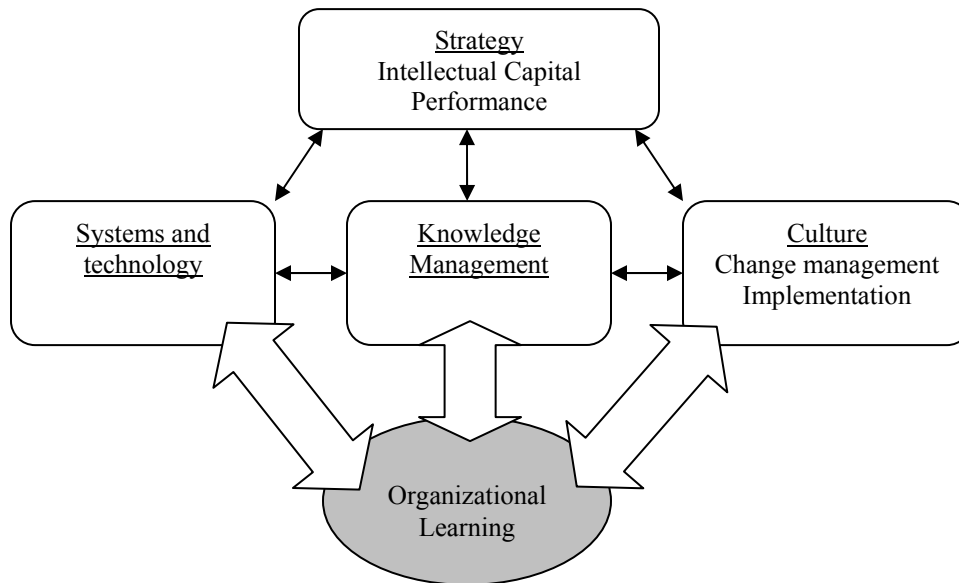 Strategy
Intellectual Capital
Performance
Systems and
technology
Knowledge
Management
Culture
Change management
Implementation
Organizational
Learning